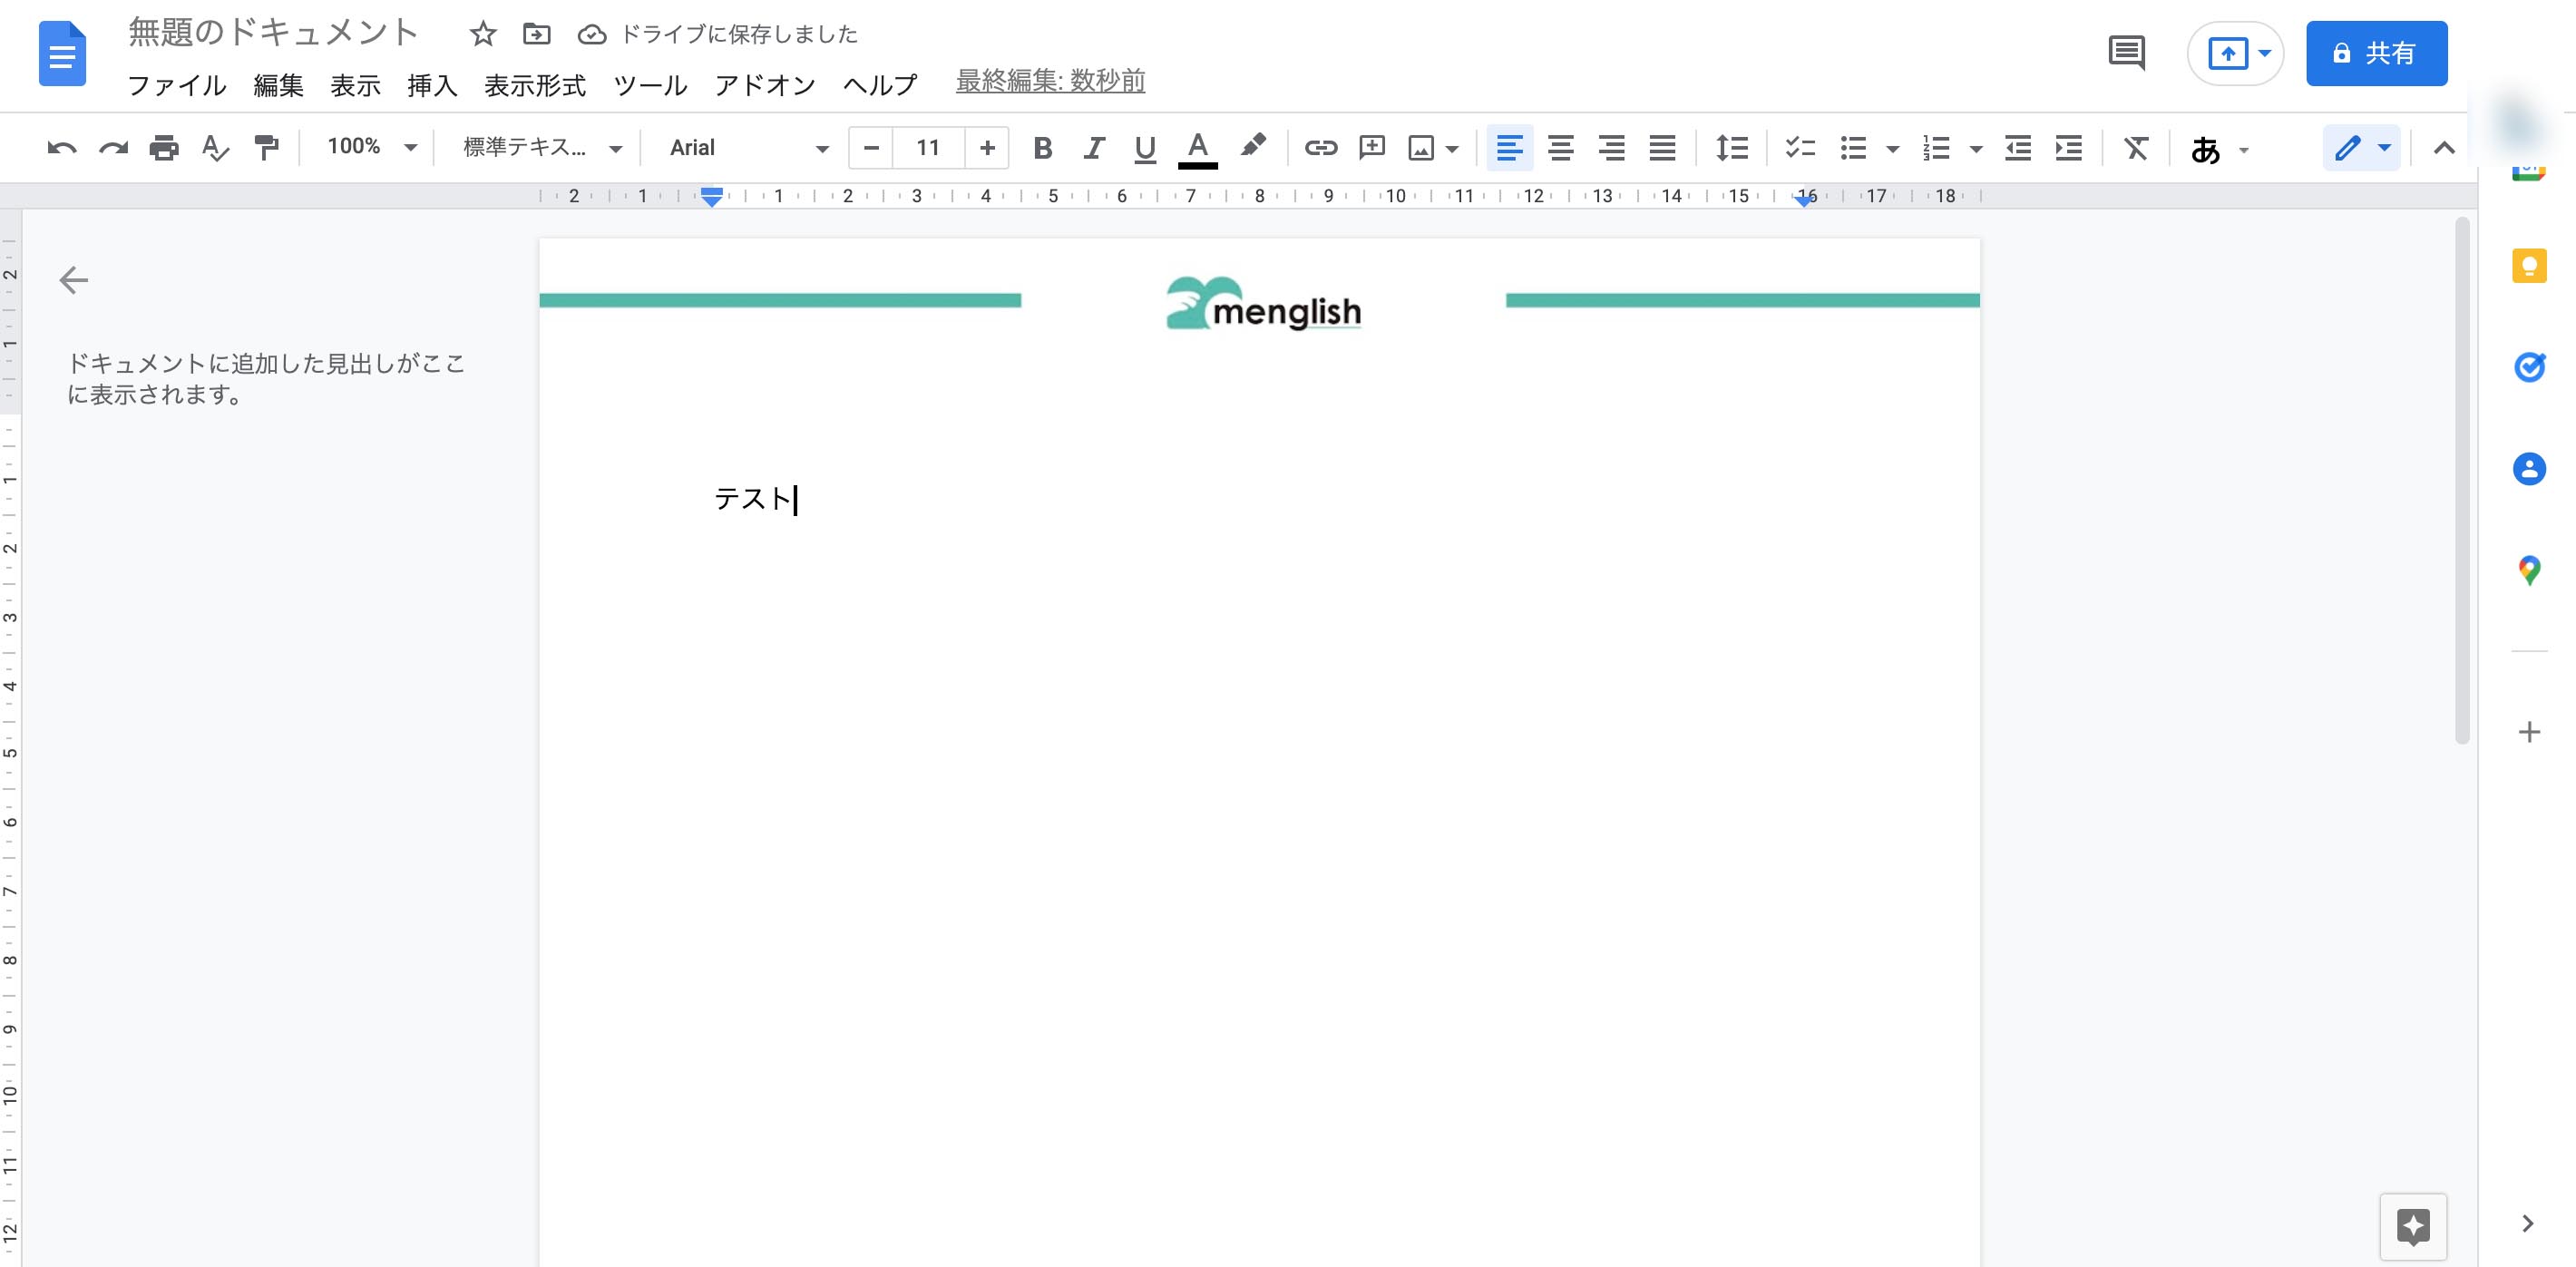 無題のドキュメント
ドライブに保存しました
ファイル 編集 表示 挿入 表示形式 ツール アドオン ヘルプ 最終編集: 数秒前
共有
100% 標準テキス... Arial − 11 + B I U A あ
2 1 1 2 3 4 5 6 7 8 9 10 11 12 13 14 15 16 17 18
menglish
ドキュメントに追加した見出しがここ
に表示されます。
テスト
2
1
1
2
3
4
5
6
7
8
9
10
11
12